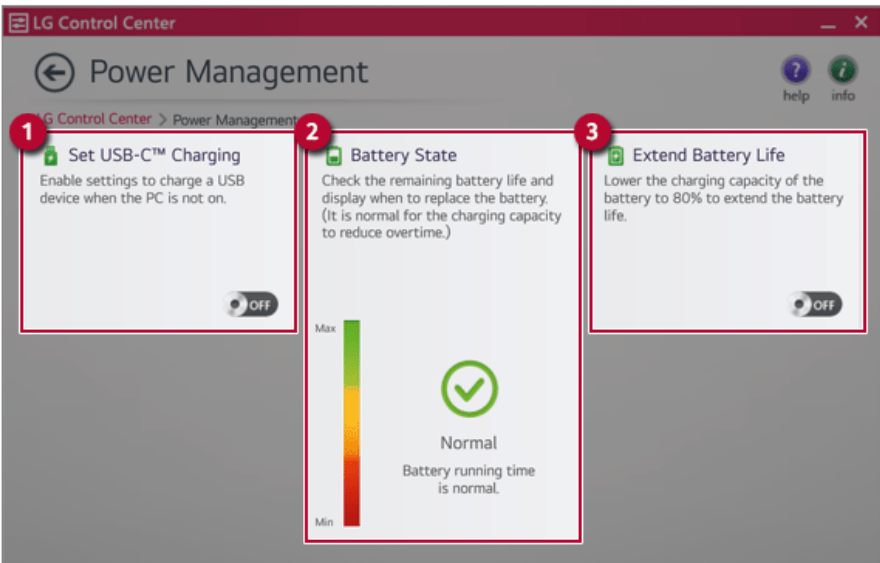 LG Control Center
Power Management
help
info
LG Control Center > Power Management
1
Set USB-C™ Charging
Enable settings to charge a USB
device when the PC is not on.
OFF
2
Battery State
Check the remaining battery life and
display when to replace the battery.
(It is normal for the charging capacity
to reduce overtime.)
Max
Normal
Battery running time
is normal.
Min
3
Extend Battery Life
Lower the charging capacity of the
battery to 80% to extend the battery
life.
OFF